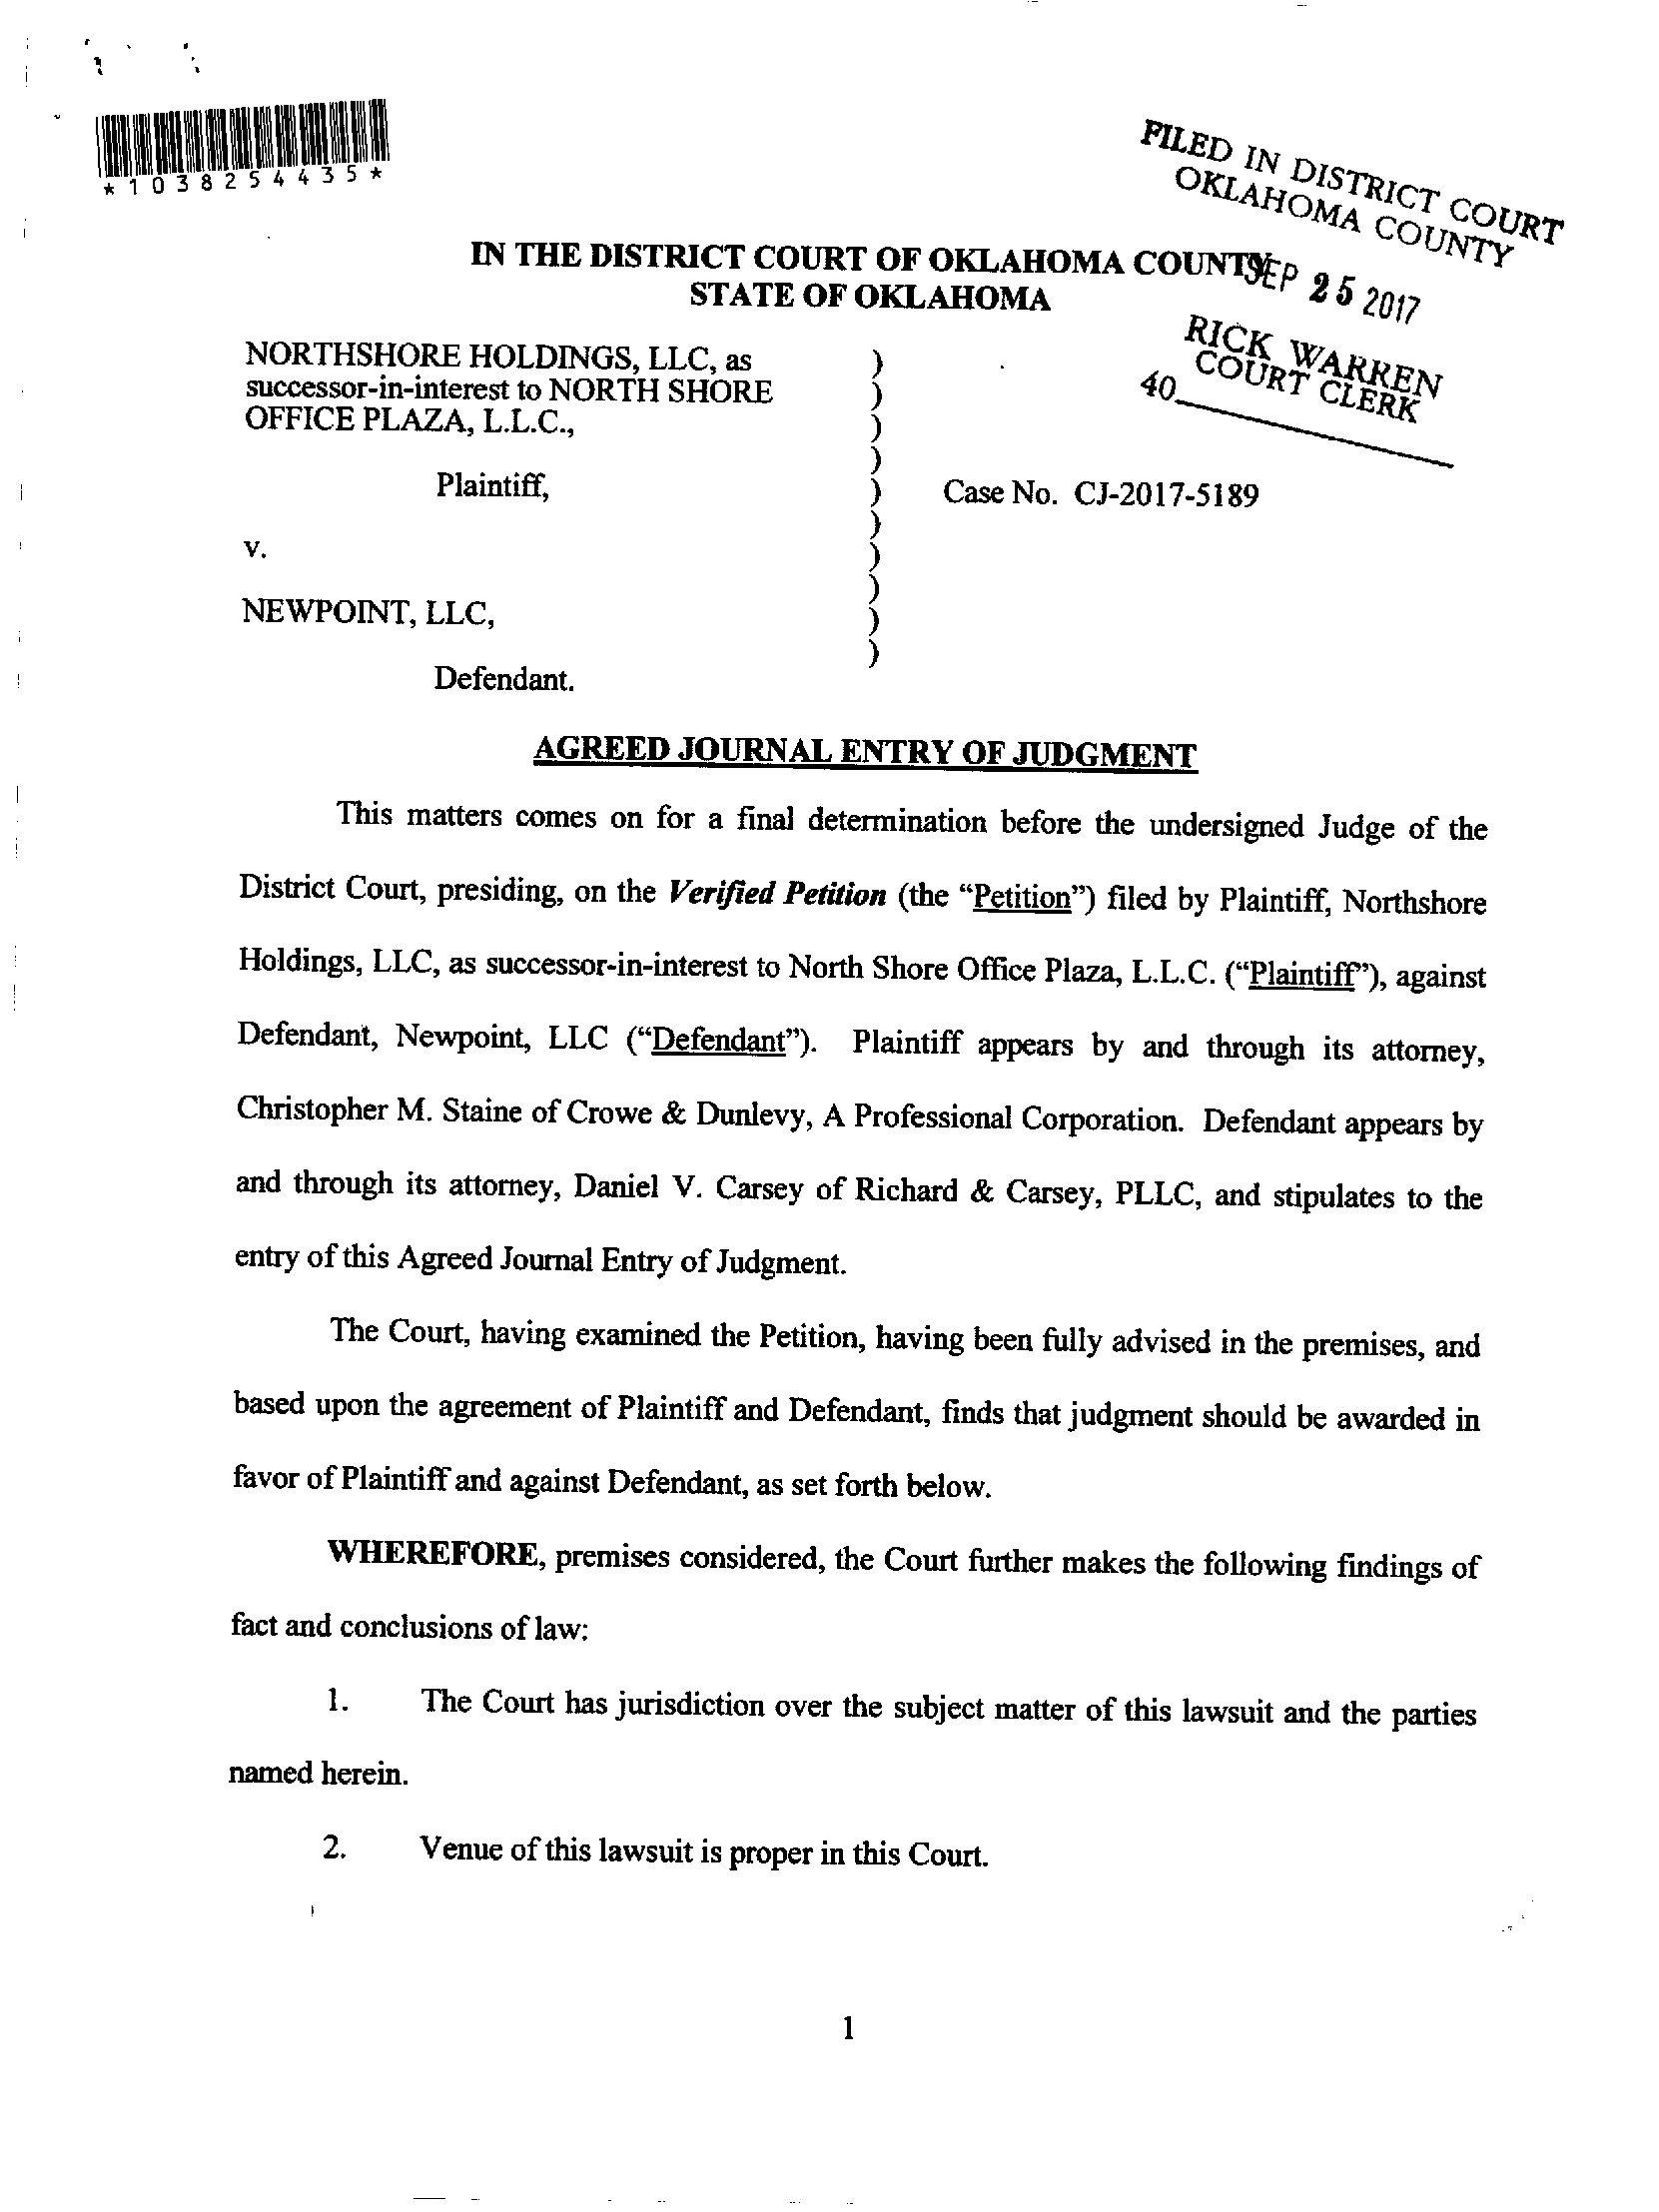 *1038254435*
FILED IN DISTRICT COURT
OKLAHOMA COUNTY
IN THE DISTRICT COURT OF OKLAHOMA COUNTY
STATE OF OKLAHOMA
SEP 25 2017
RICK WARREN
COURT CLERK
40
NORTHSHORE HOLDINGS, LLC, as )
successor-in-interest to NORTH SHORE )
OFFICE PLAZA, L.L.C., )
)
Plaintiff, ) Case No. CJ-2017-5189
)
v. )
)
NEWPOINT, LLC, )
)
Defendant.
AGREED JOURNAL ENTRY OF JUDGMENT
This matters comes on for a final determination before the undersigned Judge of the
District Court, presiding, on the Verified Petition (the “Petition”) filed by Plaintiff, Northshore
Holdings, LLC, as successor-in-interest to North Shore Office Plaza, L.L.C. (“Plaintiff”), against
Defendant, Newpoint, LLC (“Defendant”). Plaintiff appears by and through its attorney,
Christopher M. Staine of Crowe & Dunlevy, A Professional Corporation. Defendant appears by
and through its attorney, Daniel V. Carsey of Richard & Carsey, PLLC, and stipulates to the
entry of this Agreed Journal Entry of Judgment.
The Court, having examined the Petition, having been fully advised in the premises, and
based upon the agreement of Plaintiff and Defendant, finds that judgment should be awarded in
favor of Plaintiff and against Defendant, as set forth below.
WHEREFORE, premises considered, the Court further makes the following findings of
fact and conclusions of law:
1. The Court has jurisdiction over the subject matter of this lawsuit and the parties
named herein.
2. Venue of this lawsuit is proper in this Court.
1